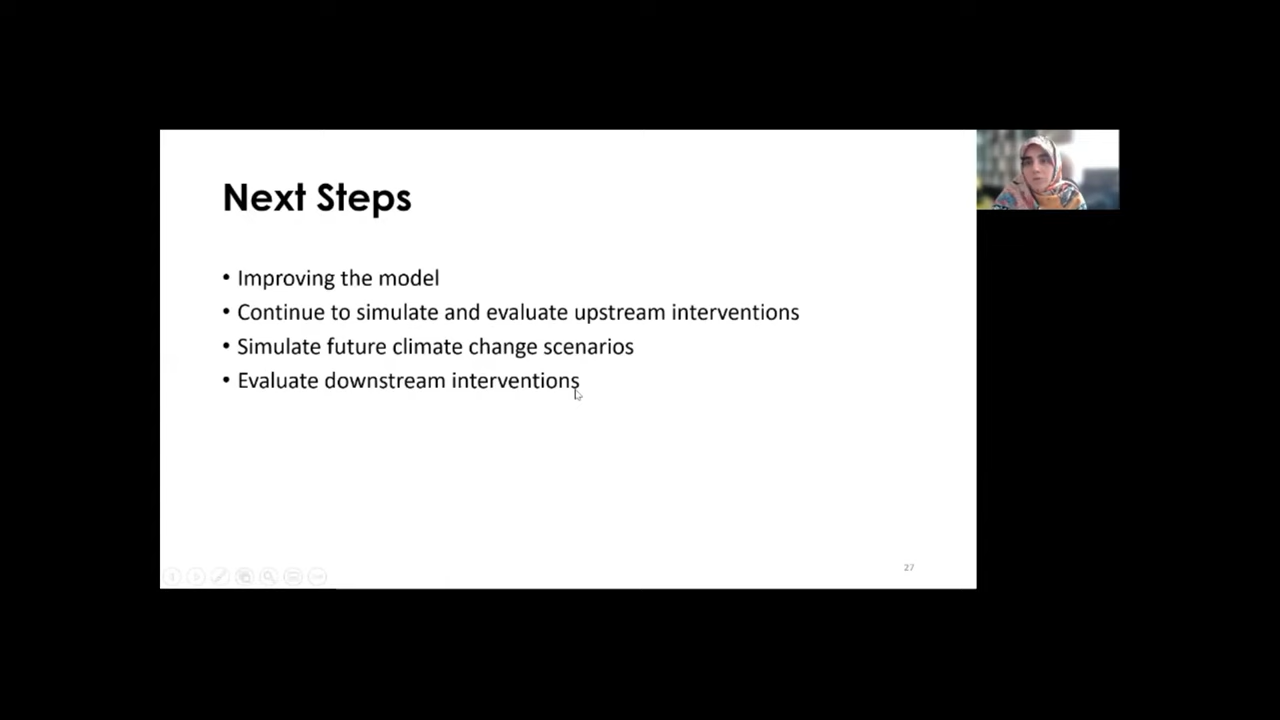 Next Steps
• Improving the model
• Continue to simulate and evaluate upstream interventions
• Simulate future climate change scenarios
• Evaluate downstream interventions
27